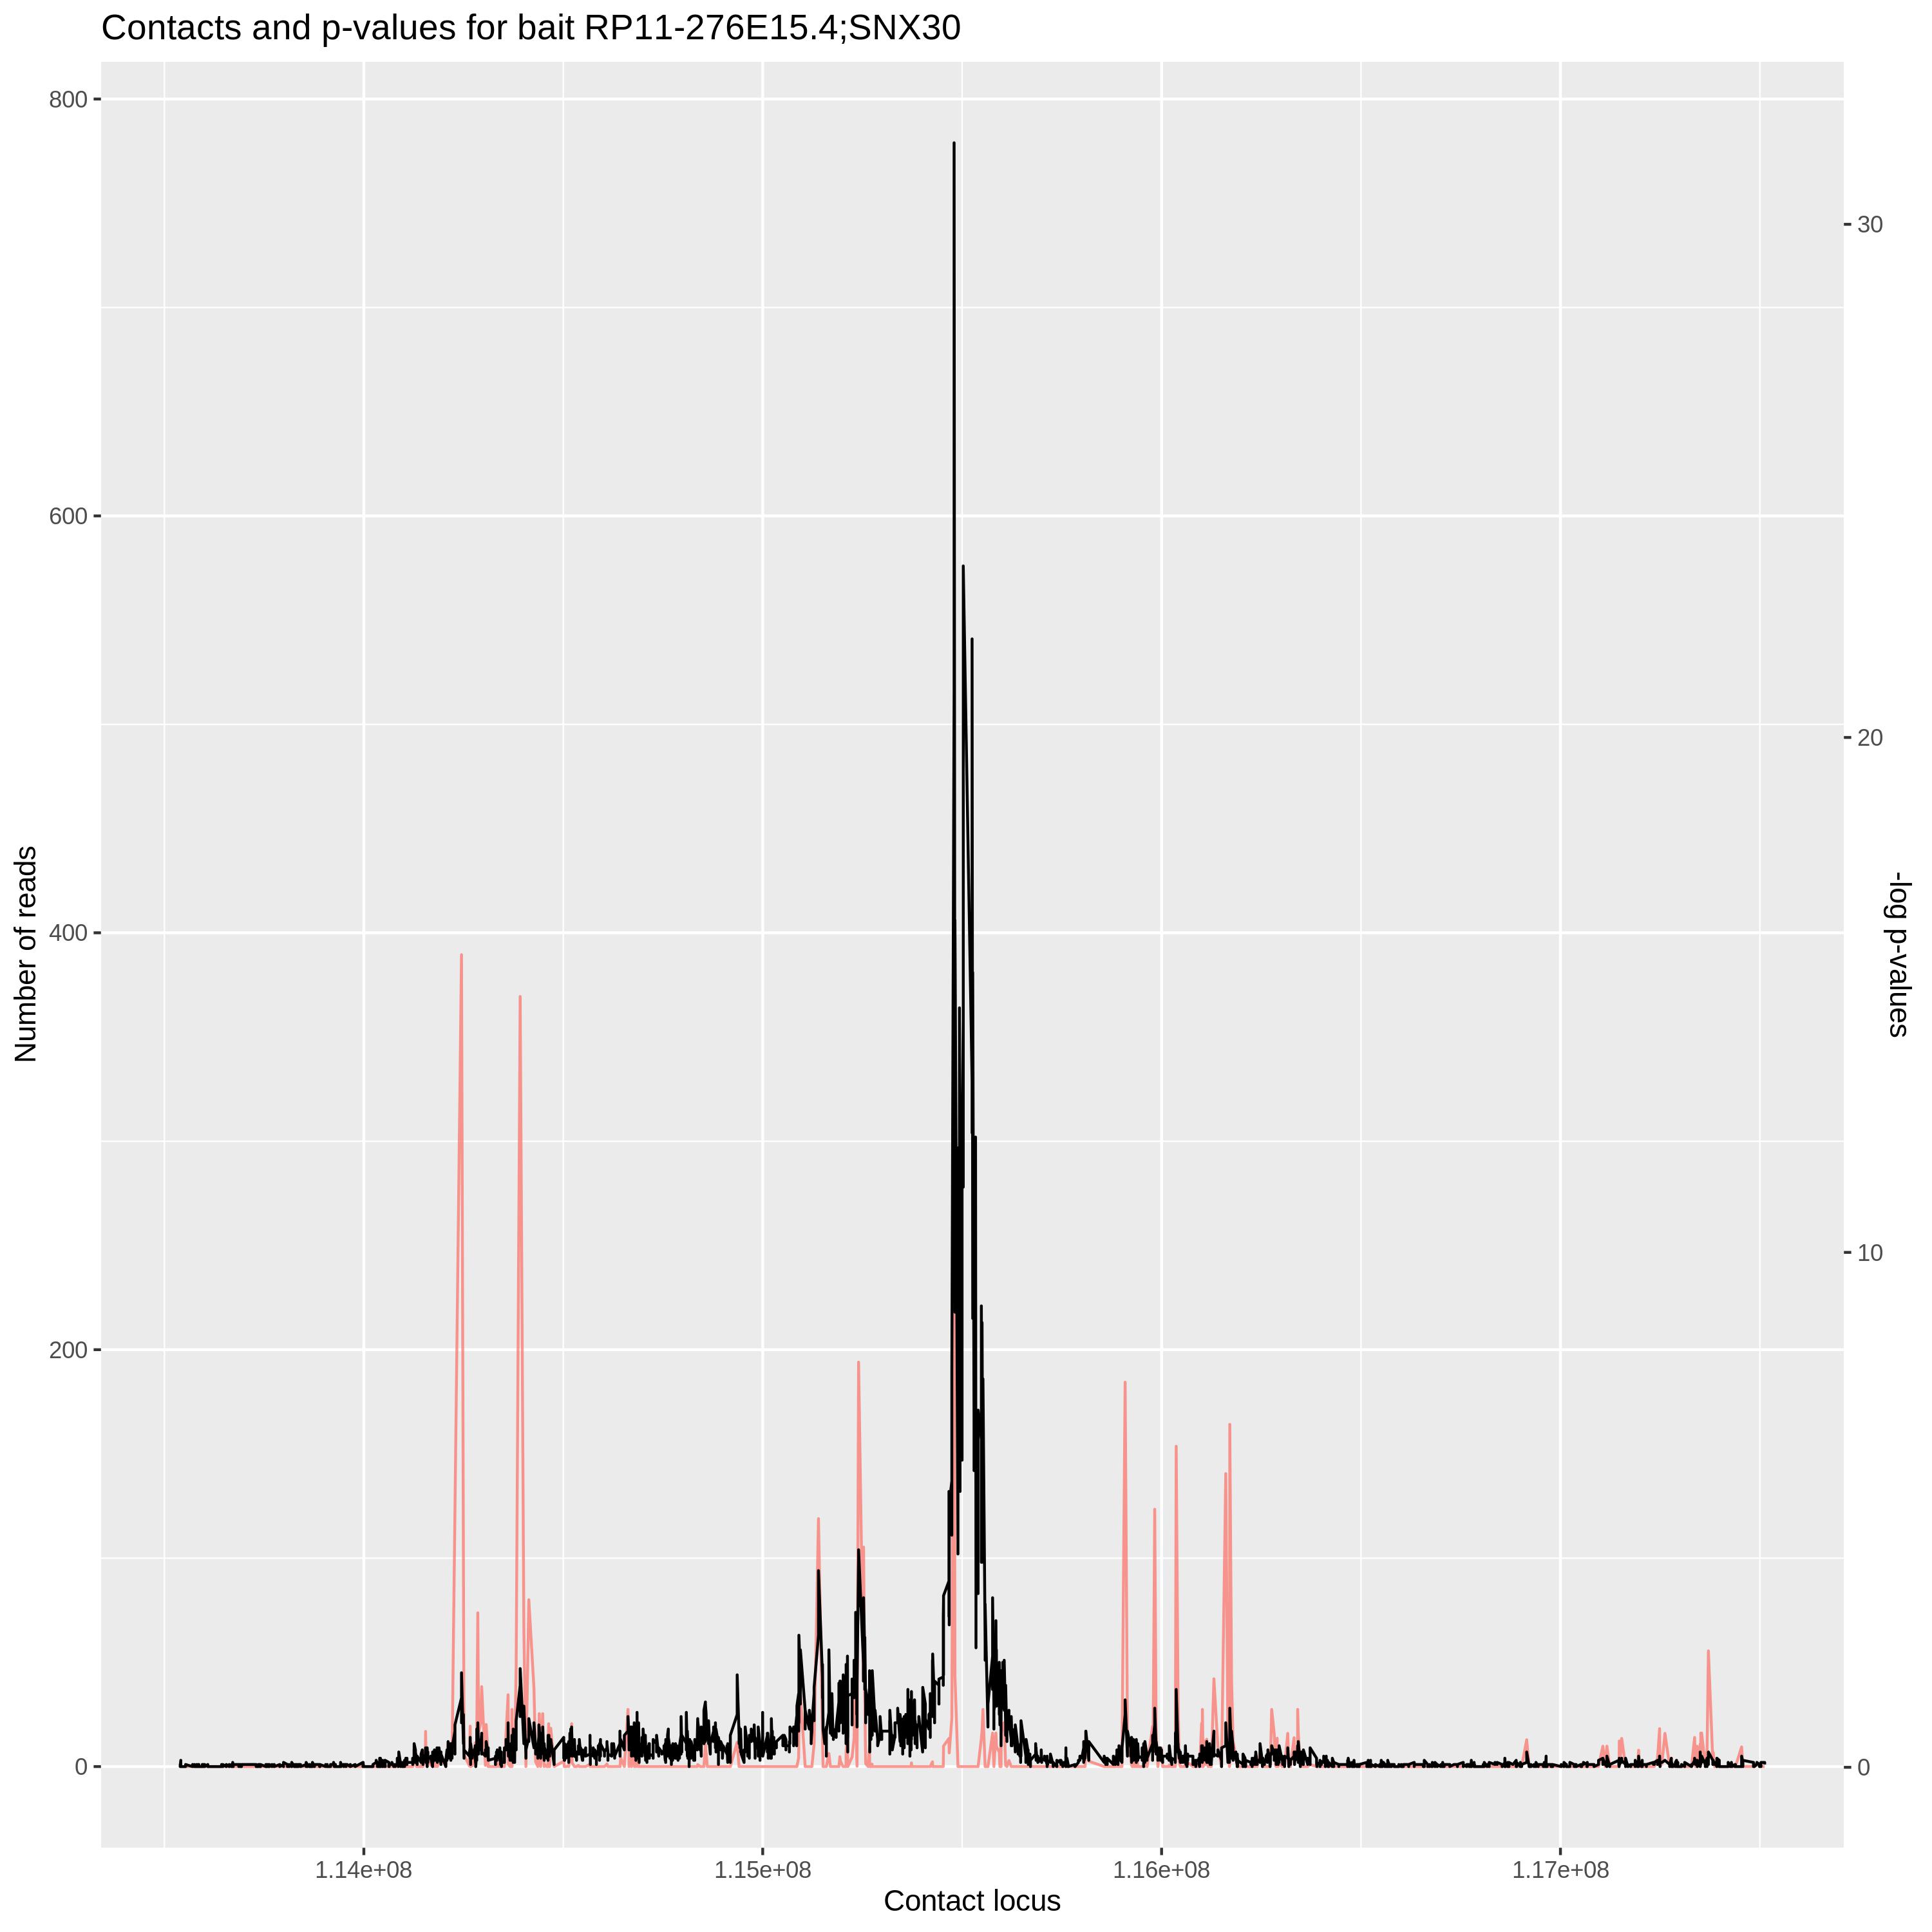 Contacts and p-values for bait RP11-276E15.4;SNX30
800
600
400
200
0
Number of reads
30
20
10
0
-log p-values
1.14e+08
1.15e+08
1.16e+08
1.17e+08
Contact locus